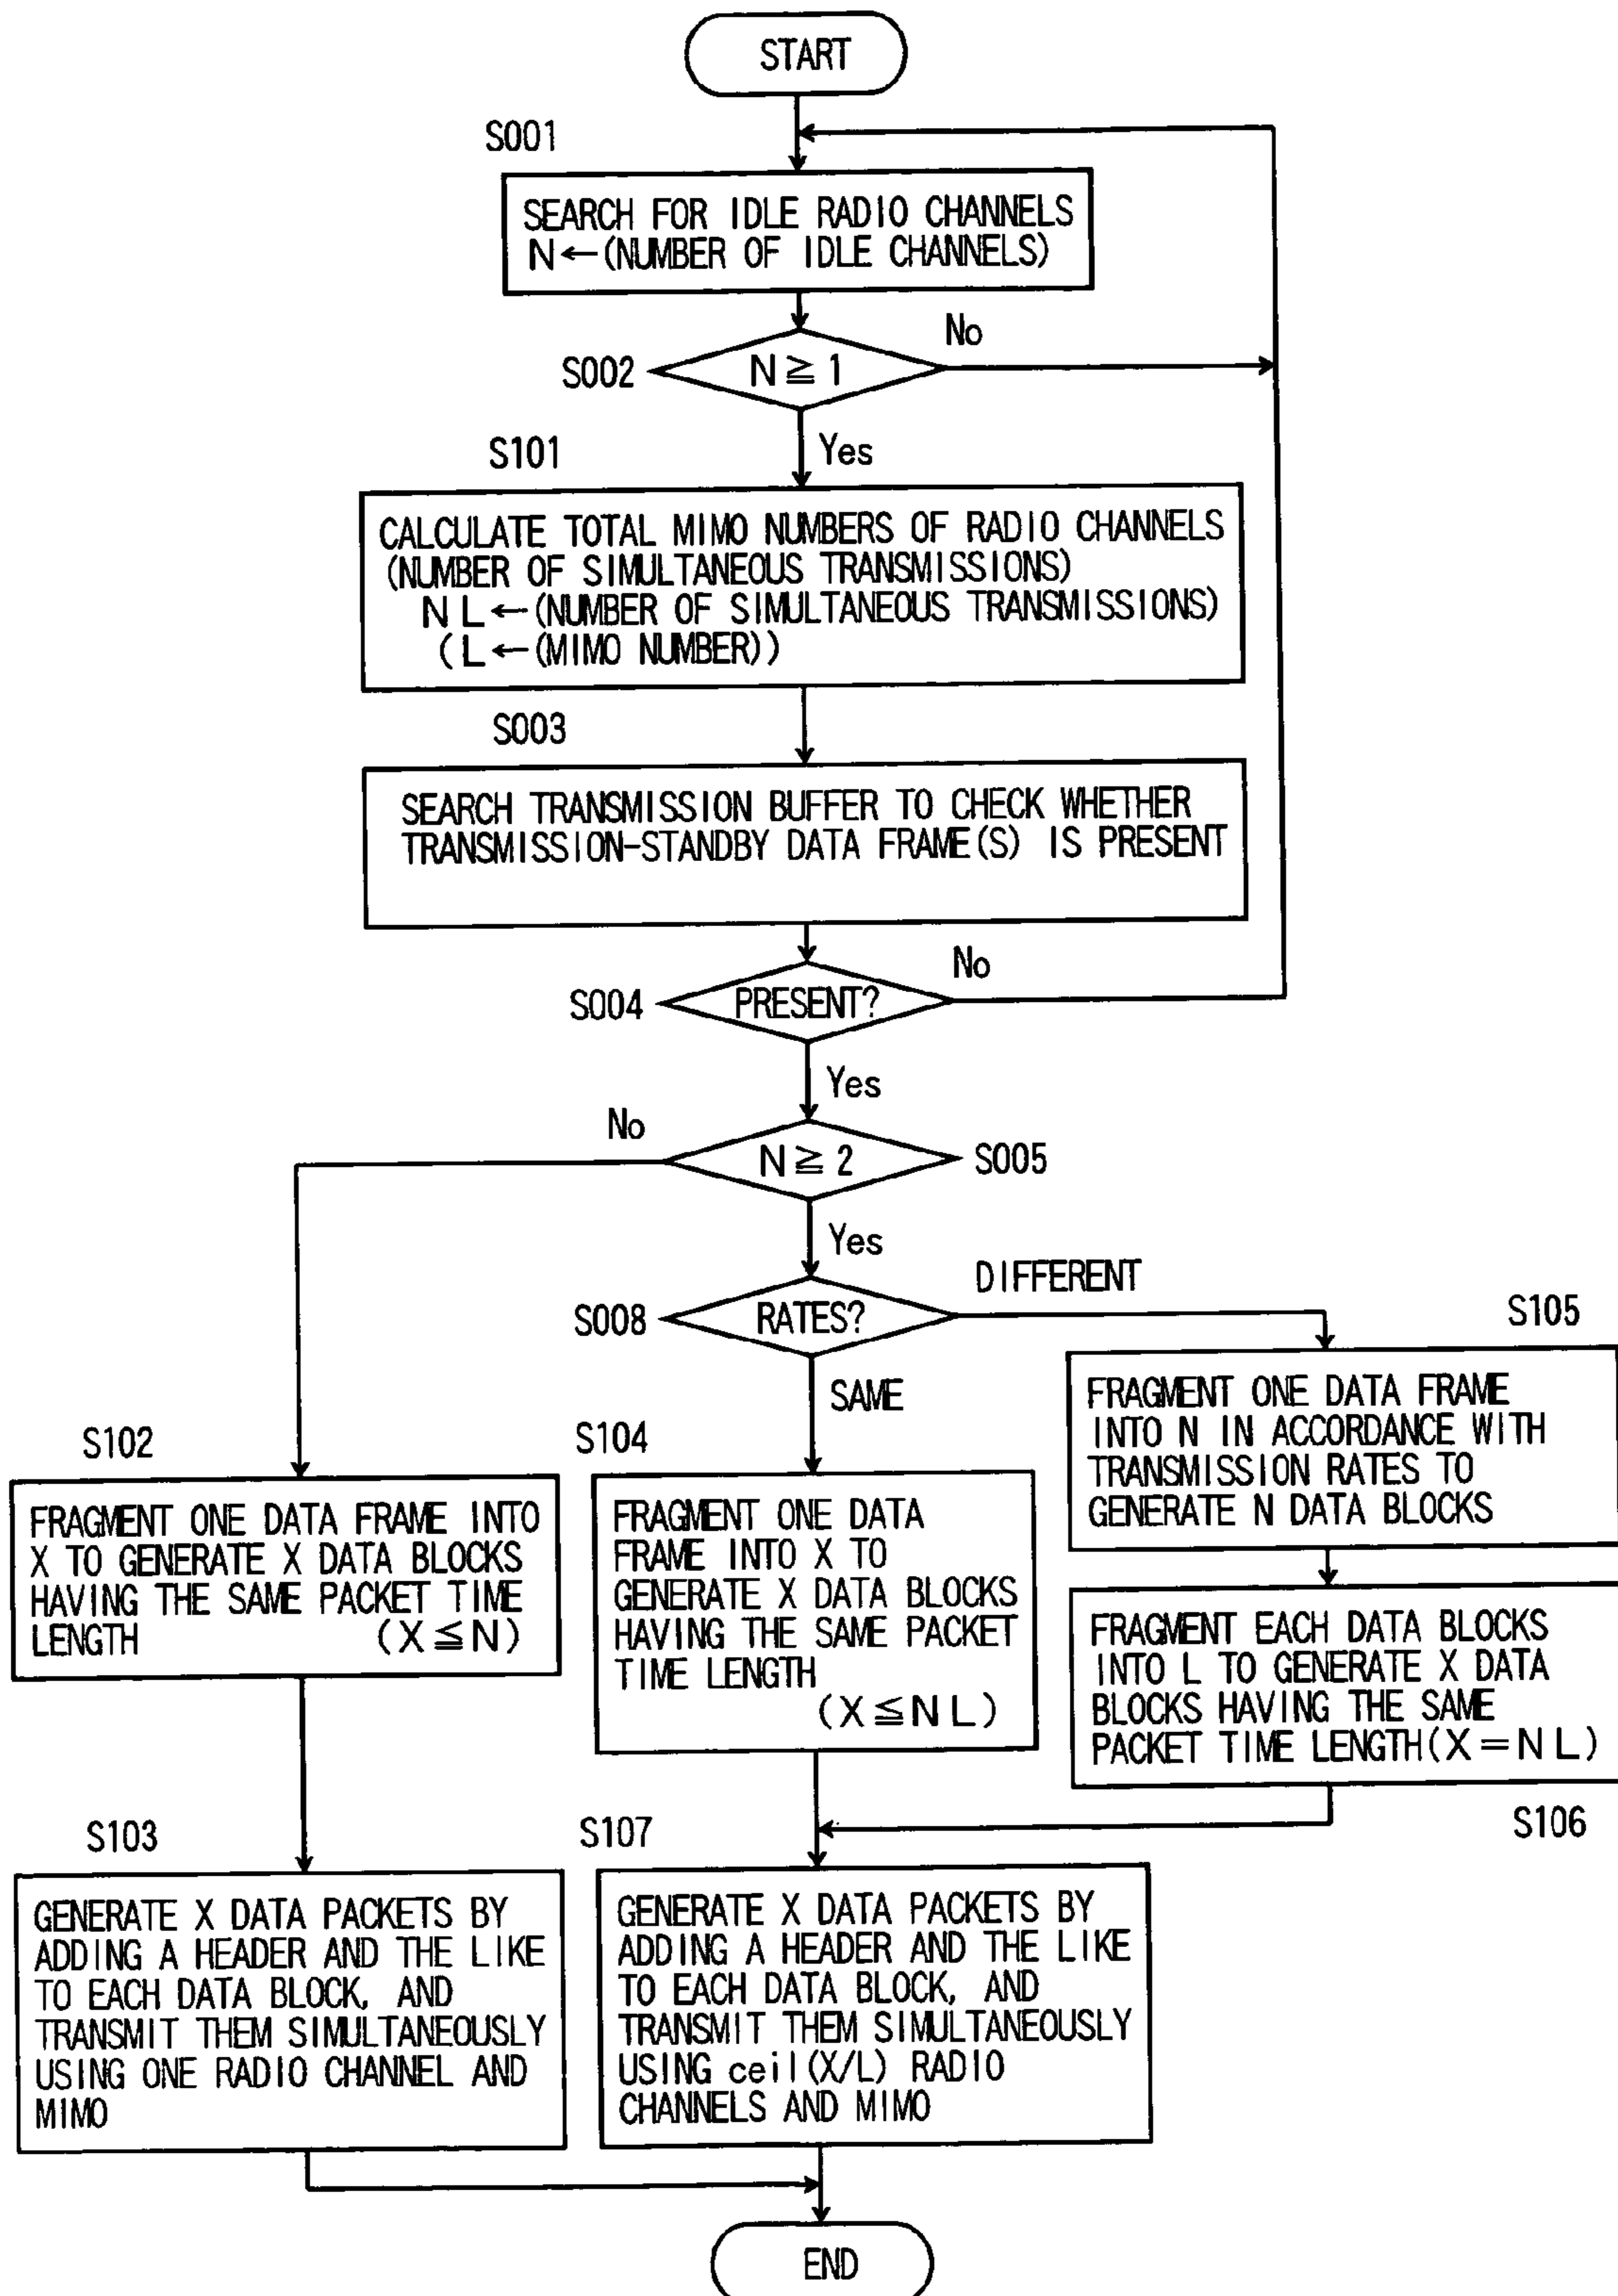 START
S001
SEARCH FOR IDLE RADIO CHANNELS
N←(NUMBER OF IDLE CHANNELS)
No
S002
N≧1
Yes
S101
CALCULATE TOTAL MIMO NUMBERS OF RADIO CHANNELS
(NUMBER OF SIMULTANEOUS TRANSMISSIONS)
NL←(NUMBER OF SIMULTANEOUS TRANSMISSIONS)
(L←(MIMO NUMBER))
S003
SEARCH TRANSMISSION BUFFER TO CHECK WHETHER
TRANSMISSION-STANDBY DATA FRAME(S) IS PRESENT
No
S004
PRESENT?
Yes
No
N≧2
S005
Yes
DIFFERENT
S008
RATES?
SAME
S105
FRAGMENT ONE DATA FRAME
INTO N IN ACCORDANCE WITH
TRANSMISSION RATES TO
GENERATE N DATA BLOCKS
S102
FRAGMENT ONE DATA FRAME INTO
X TO GENERATE X DATA BLOCKS
HAVING THE SAME PACKET TIME
LENGTH (X≦N)
S104
FRAGMENT ONE DATA
FRAME INTO X TO
GENERATE X DATA BLOCKS
HAVING THE SAME PACKET
TIME LENGTH
(X≦NL)
FRAGMENT EACH DATA BLOCKS
INTO L TO GENERATE X DATA
BLOCKS HAVING THE SAME
PACKET TIME LENGTH(X=NL)
S106
S103
GENERATE X DATA PACKETS BY
ADDING A HEADER AND THE LIKE
TO EACH DATA BLOCK, AND
TRANSMIT THEM SIMULTANEOUSLY
USING ONE RADIO CHANNEL AND
MIMO
S107
GENERATE X DATA PACKETS BY
ADDING A HEADER AND THE LIKE
TO EACH DATA BLOCK, AND
TRANSMIT THEM SIMULTANEOUSLY
USING ceil(X/L) RADIO
CHANNELS AND MIMO
END